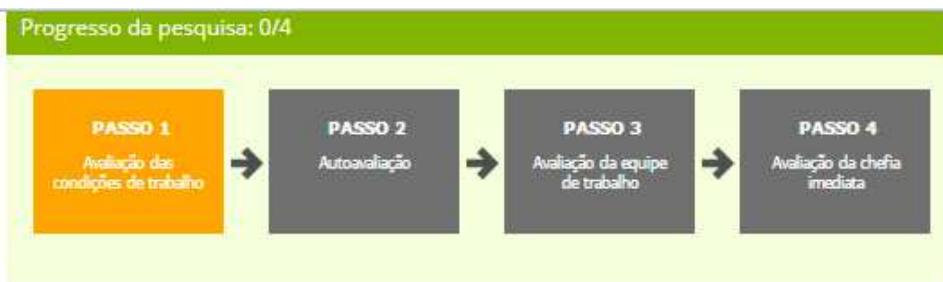 Progresso da pesquisa: 0/4
PASSO 1
Avaliação das
condições de trabalho
PASSO 2
Autoavaliação
PASSO 3
Avaliação da equipe
de trabalho
PASSO 4
Avaliação da chefia
imediata